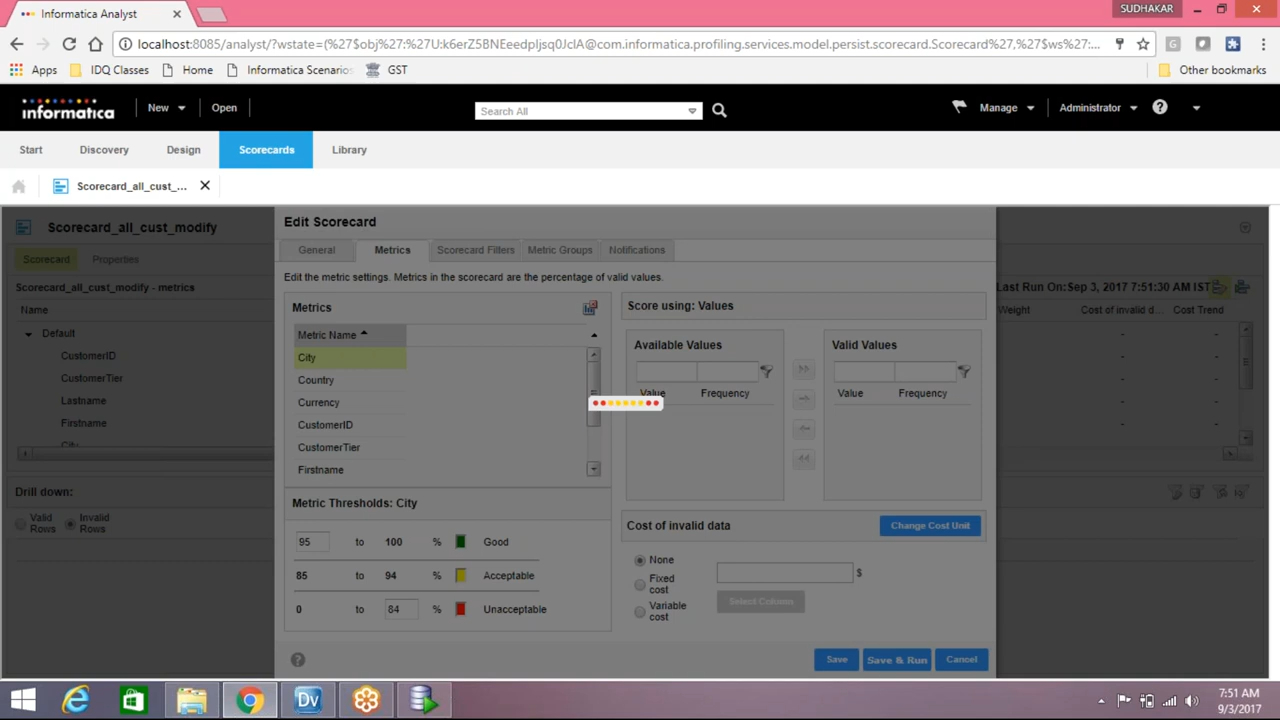 Informatica Analyst
SUDHAKAR
localhost:8085/analyst/?wstate=(%27$obj%27:%27U:k6erZ5BNEeedpIjsq0JclA@com.informatica.profiling.services.model.persist.scorecard.Scorecard%27,%27$ws%27:...
Apps IDQ Classes Home Informatica Scenarios GST Other bookmarks
informatica New Open Search All Manage Administrator
Start Discovery Design Scorecards Library
Scorecard_all_cust_...
Scorecard_all_cust_modify
Scorecard Properties
Scorecard_all_cust_modify - metrics
Name
Default
CustomerID
CustomerTier
Lastname
Firstname
City
Drill down:
Valid Rows
Invalid Rows
Edit Scorecard
General Metrics Scorecard Filters Metric Groups Notifications
Edit the metric settings. Metrics in the scorecard are the percentage of valid values.
Metrics
Metric Name
City
Country
Currency
CustomerID
CustomerTier
Firstname
Metric Thresholds: City
95 to 100 % Good
85 to 94 % Acceptable
0 to 84 % Unacceptable
Score using: Values
Available Values
Value Frequency
Valid Values
Value Frequency
Cost of invalid data Change Cost Unit
None
Fixed cost
$
Variable cost
Select Column
Save Save & Run Cancel
Last Run On:Sep 3, 2017 7:51:30 AM IST
Weight Cost of invalid d... Cost Trend
- -
- -
- -
- -
Dv
7:51 AM
9/3/2017